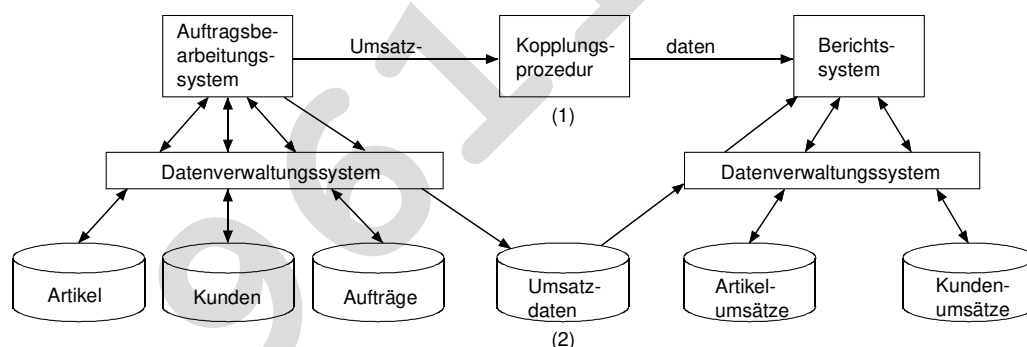 Auftragsbe-
arbeitungs-
system
Umsatz-
Kopplungs-
prozedur
daten
Berichts-
system
(1)
Datenverwaltungssystem
Datenverwaltungssystem
Artikel
Kunden
Aufträge
Umsatz-
daten
Artikel-
umsätze
Kunden-
umsätze
(2)